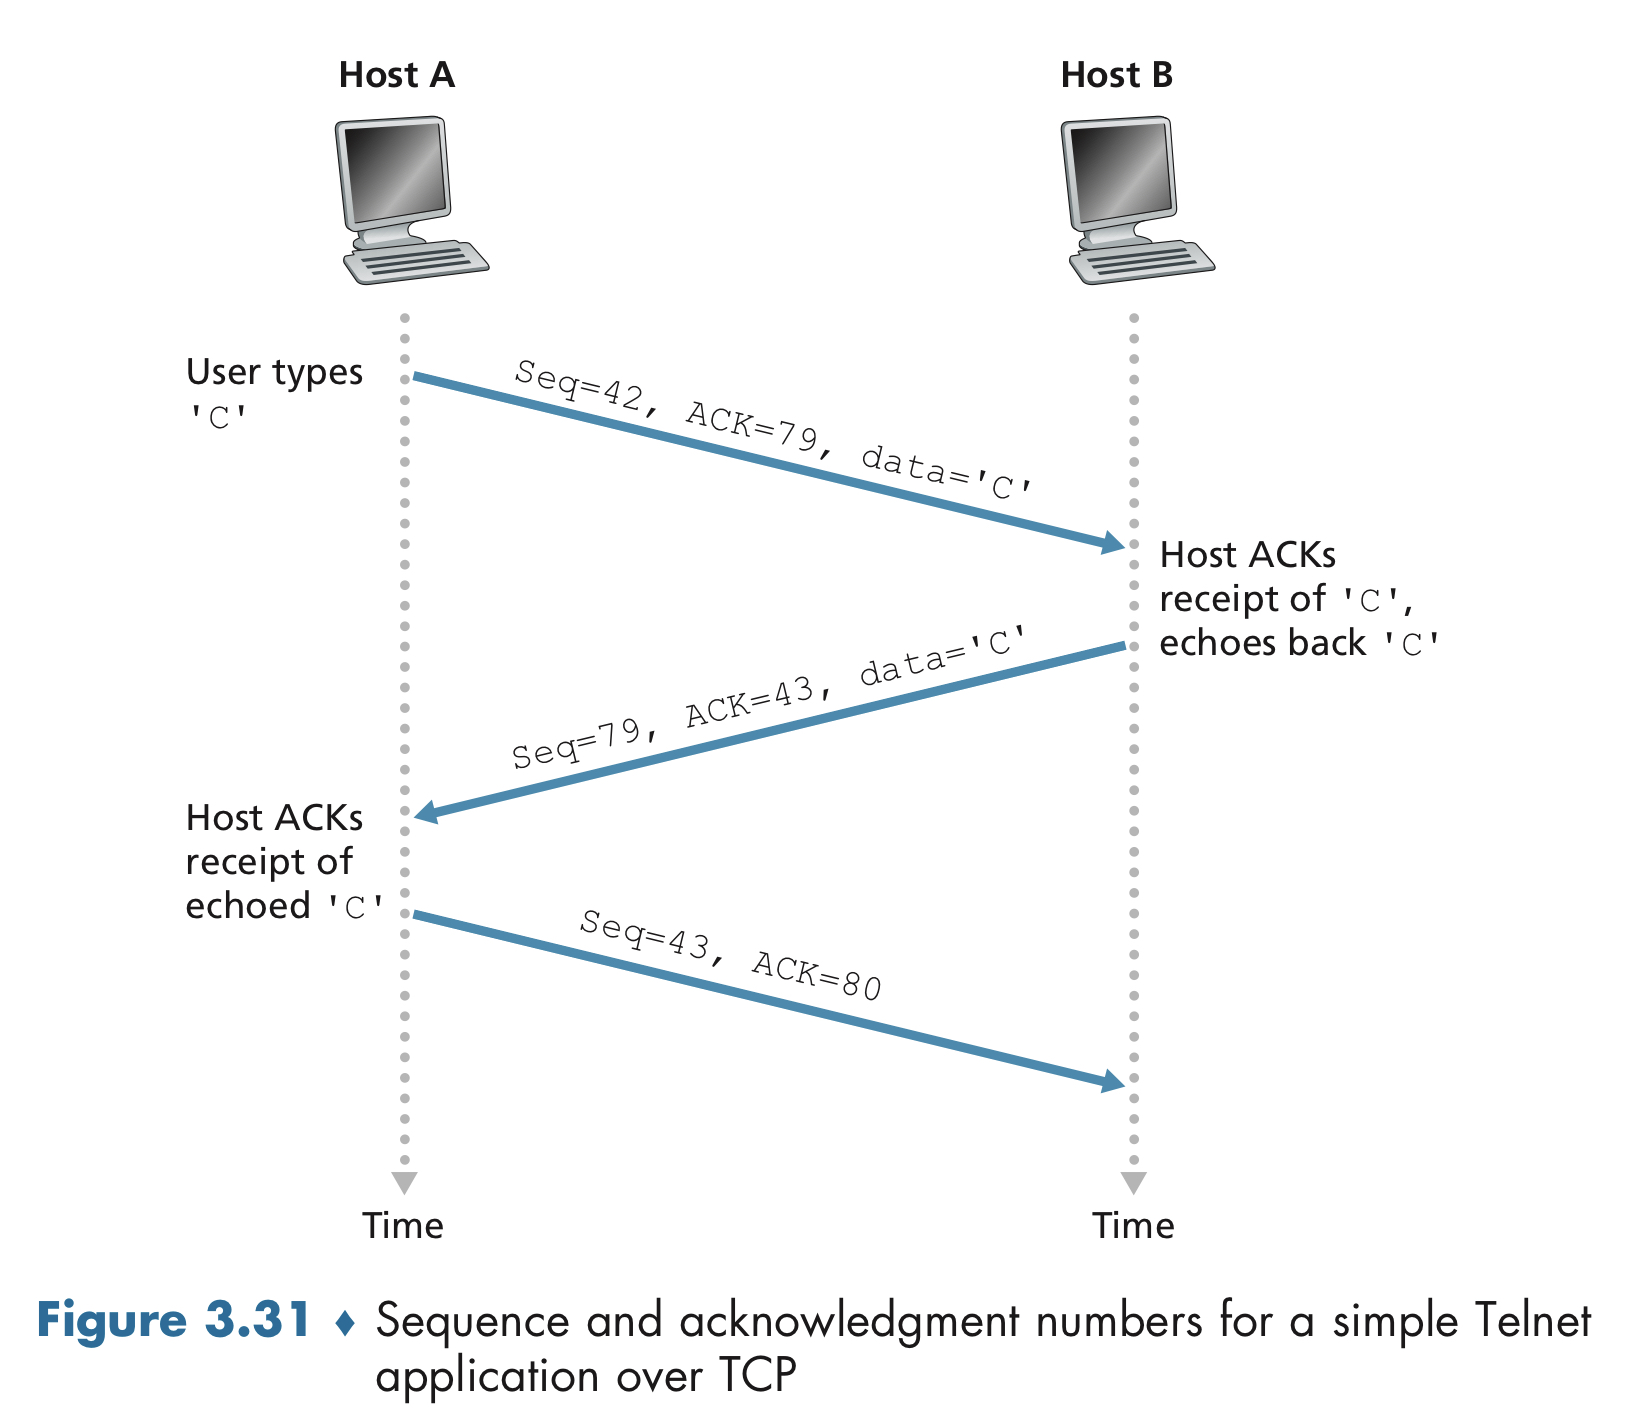 Host A
Host B
User types
'C'
Seq=42, ACK=79, data='C'
Host ACKs
receipt of 'C',
echoes back 'C'
Seq=79, ACK=43, data='C'
Host ACKs
receipt of
echoed 'C'
Seq=43, ACK=80
Time
Time
Figure 3.31 ♦ Sequence and acknowledgment numbers for a simple Telnet
application over TCP